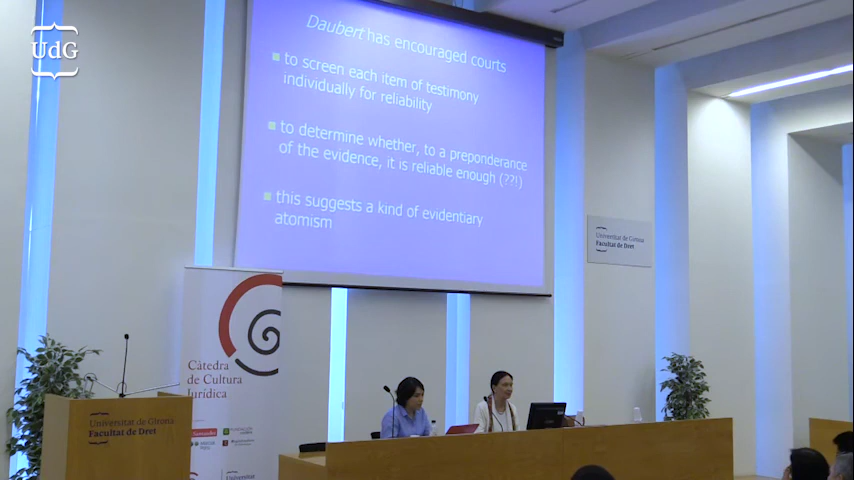 UdG
Daubert has encouraged courts
to screen each item of testimony
individually for reliability
to determine whether, to a preponderance
of the evidence, it is reliable enough (??!)
this suggests a kind of evidentiary
atomism
Universitat de Girona
Facultat de Dret
Càtedra
de Cultura
Jurídica
Universitat de Girona
Facultat de Dret
Universitat